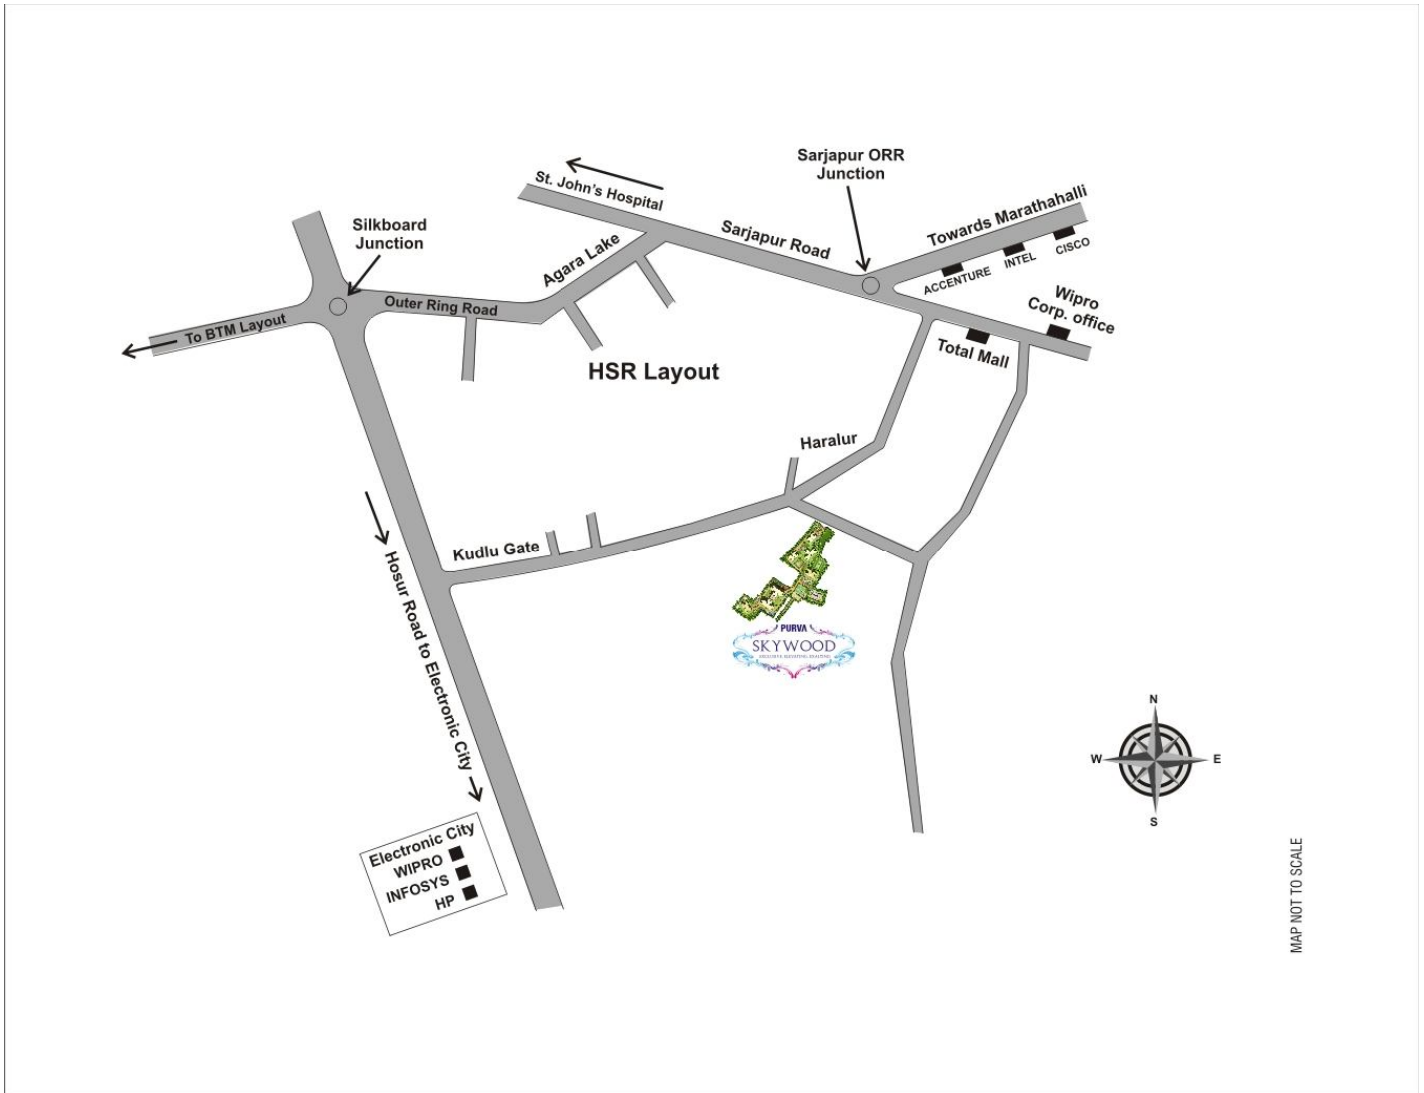 Sarjapur ORR
Junction
St. John's Hospital
Towards Marathahalli
Silkboard
Junction
Sarjapur Road
Agara Lake
CISCO
INTEL
ACCENTURE
Outer Ring Road
Wipro
Corp. office
To BTM Layout
Total Mall
HSR Layout
Haralur
Kudlu Gate
Hosur Road to Electronic City
PURVA
SKYWOOD
N
W
E
S
Electronic City
WIPRO
INFOSYS
HP
MAP NOT TO SCALE